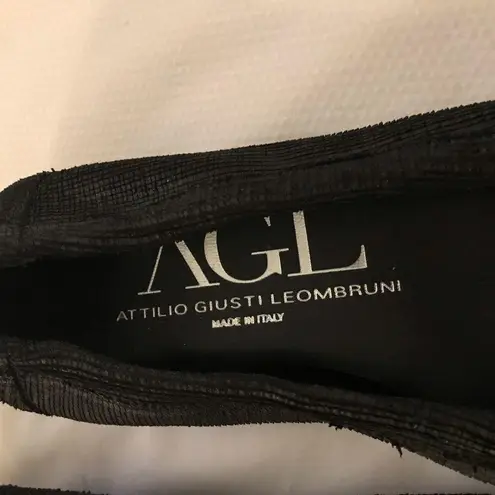 AGL
ATTILIO GIUSTI LEOMBRUNI
MADE IN ITALY